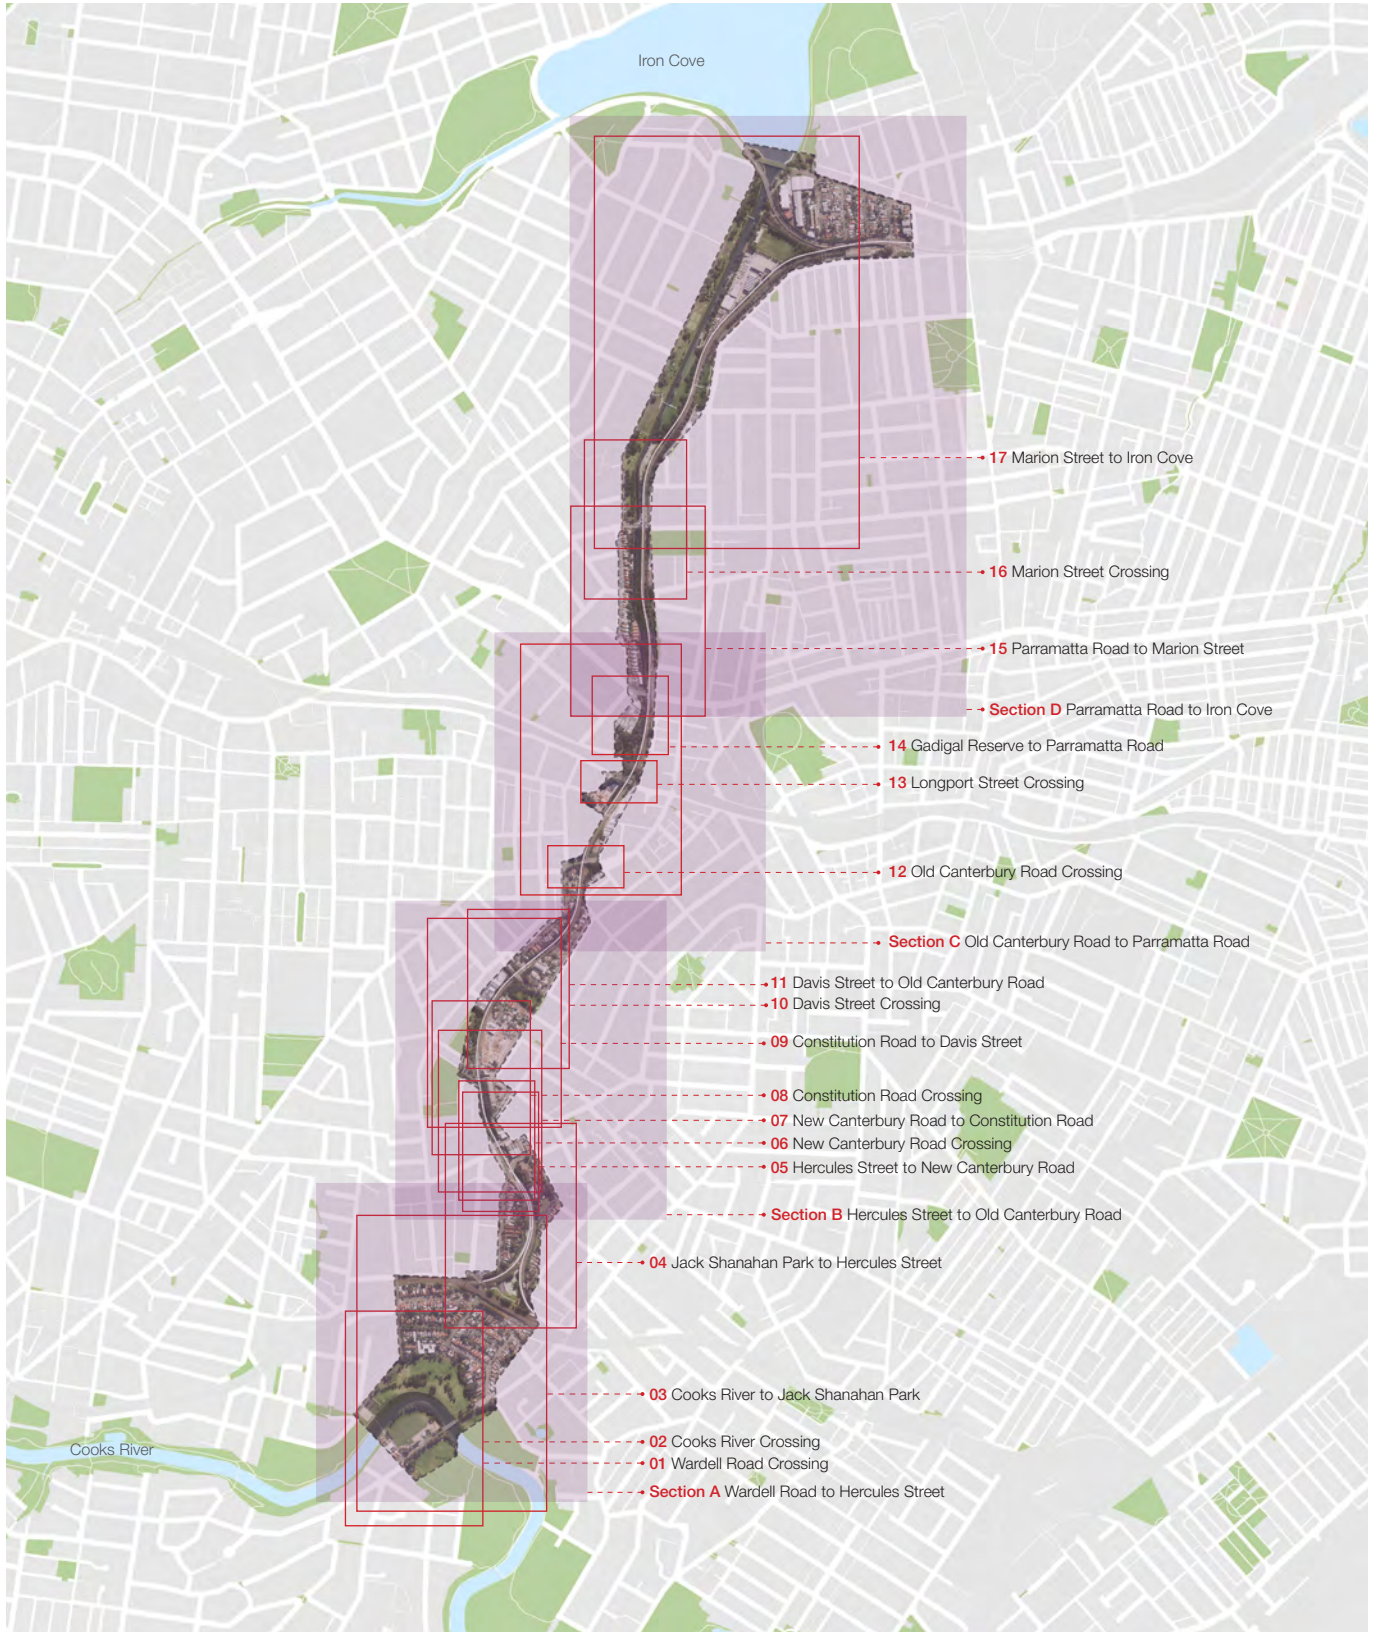 Iron Cove
17 Marion Street to Iron Cove
16 Marion Street Crossing
15 Parramatta Road to Marion Street
Section D Parramatta Road to Iron Cove
14 Gadigal Reserve to Parramatta Road
13 Longport Street Crossing
12 Old Canterbury Road Crossing
Section C Old Canterbury Road to Parramatta Road
11 Davis Street to Old Canterbury Road
10 Davis Street Crossing
09 Constitution Road to Davis Street
08 Constitution Road Crossing
07 New Canterbury Road to Constitution Road
06 New Canterbury Road Crossing
05 Hercules Street to New Canterbury Road
Section B Hercules Street to Old Canterbury Road
04 Jack Shanahan Park to Hercules Street
03 Cooks River to Jack Shanahan Park
02 Cooks River Crossing
Cooks River
01 Wardell Road Crossing
Section A Wardell Road to Hercules Street